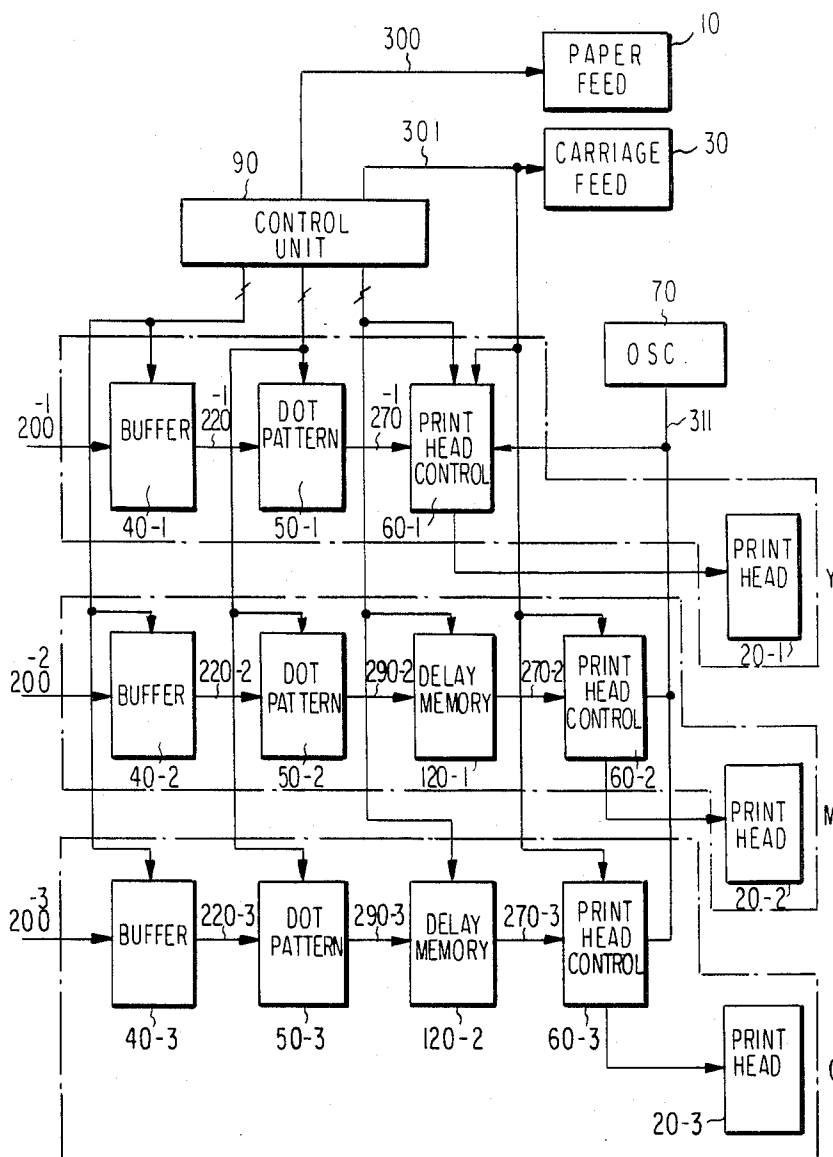 300
10
PAPER
FEED
301
30
CARRIAGE
FEED
90
CONTROL
UNIT
70
OSC.
311
200-1
BUFFER
220-1
DOT
PATTERN
270-1
PRINT
HEAD
CONTROL
40-1
50-1
60-1
PRINT
HEAD
20-1
Y
200-2
BUFFER
220-2
DOT
PATTERN
290-2
DELAY
MEMORY
270-2
PRINT
HEAD
CONTROL
40-2
50-2
120-1
60-2
PRINT
HEAD
20-2
M
200-3
BUFFER
220-3
DOT
PATTERN
290-3
DELAY
MEMORY
270-3
PRINT
HEAD
CONTROL
40-3
50-3
120-2
60-3
PRINT
HEAD
20-3